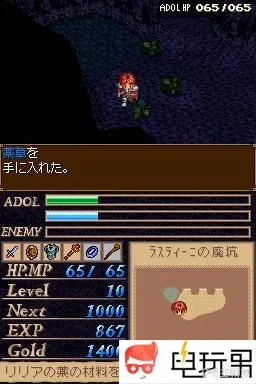 ADOL HP 065/065
薬草を
手に入れた。
ADOL
ENEMY
HP.MP 65/ 65
Level 10
Next 1000
EXP 867
Gold 1400
ラスティーニの廃坑
リリアの薬の材料を
电玩男